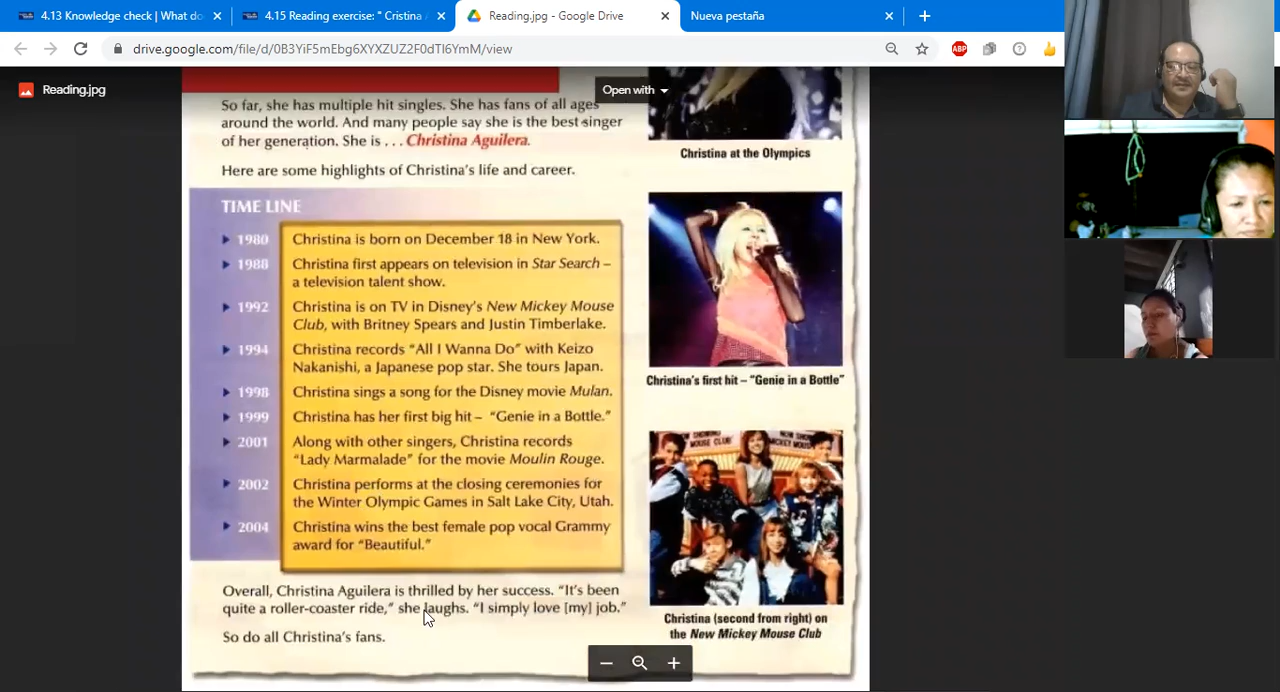 4.13 Knowledge check | What do
4.15 Reading exercise: " Cristina A
Reading.jpg - Google Drive
Nueva pestaña
drive.google.com/file/d/0B3YiF5mEbg6XYXZUZ2F0dTl6YmM/view
ABP
Reading.jpg
Open with
So far, she has multiple hit singles. She has fans of all ages
around the world. And many people say she is the best singer
of her generation. She is . . . Christina Aguilera.
Here are some highlights of Christina's life and career.
TIME LINE
1980 Christina is born on December 18 in New York.
1988 Christina first appears on television in Star Search –
a television talent show.
1992 Christina is on TV in Disney's New Mickey Mouse
Club, with Britney Spears and Justin Timberlake.
1994 Christina records "All I Wanna Do" with Keizo
Nakanishi, a Japanese pop star. She tours Japan.
1998 Christina sings a song for the Disney movie Mulan.
1999 Christina has her first big hit – "Genie in a Bottle."
2001 Along with other singers, Christina records
"Lady Marmalade" for the movie Moulin Rouge.
2002 Christina performs at the closing ceremonies for
the Winter Olympic Games in Salt Lake City, Utah.
2004 Christina wins the best female pop vocal Grammy
award for "Beautiful."
Overall, Christina Aguilera is thrilled by her success. "It's been
quite a roller-coaster ride," she laughs. "I simply love [my] job."
So do all Christina's fans.
Christina at the Olympics
Christina's first hit – "Genie in a Bottle"
MOUSE CLUB
Christina (second from right) on
the New Mickey Mouse Club